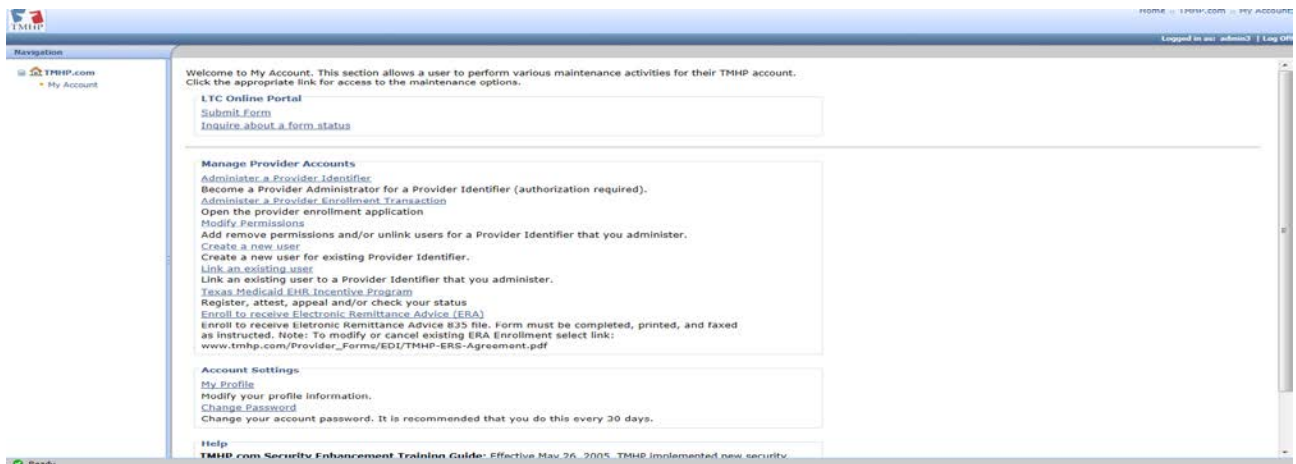 Home :: TMHP.com :: My Account
TMHP
Logged in as: admin3 | Log Off
Navigation
TMHP.com
My Account
Welcome to My Account. This section allows a user to perform various maintenance activities for their TMHP account.
Click the appropriate link for access to the maintenance options.
LTC Online Portal
Submit Form
Inquire about a form status
Manage Provider Accounts
Administer a Provider Identifier
Become a Provider Administrator for a Provider Identifier (authorization required).
Administer a Provider Enrollment Transaction
Open the provider enrollment application
Modify Permissions
Add remove permissions and/or unlink users for a Provider Identifier that you administer.
Create a new user
Create a new user for existing Provider Identifier.
Link an existing user
Link an existing user to a Provider Identifier that you administer.
Texas Medicaid EHR Incentive Program
Register, attest, appeal and/or check your status
Enroll to receive Electronic Remittance Advice (ERA)
Enroll to receive Eletronic Remittance Advice 835 file. Form must be completed, printed, and faxed
as instructed. Note: To modify or cancel existing ERA Enrollment select link:
www.tmhp.com/Provider_Forms/EDI/TMHP-ERS-Agreement.pdf
Account Settings
My Profile
Modify your profile information.
Change Password
Change your account password. It is recommended that you do this every 30 days.
Help
TMHP.com Security Enhancement Training Guide: Effective May 26, 2005, TMHP implemented new security
Ready